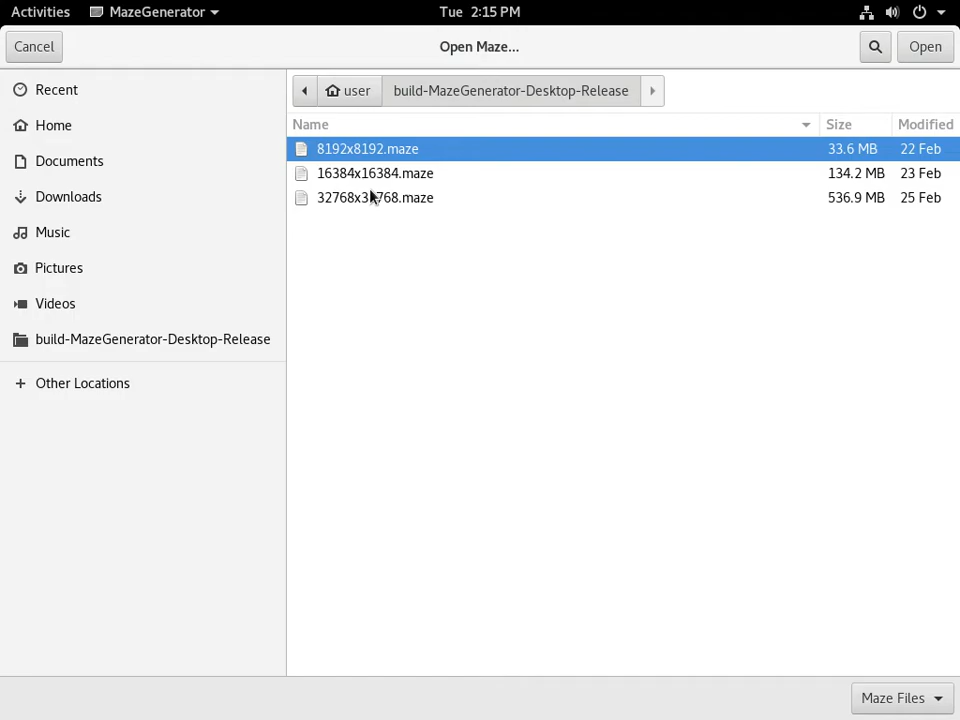 Activities MazeGenerator Tue 2:15 PM
Cancel Open Maze... Open
Recent
Home
Documents
Downloads
Music
Pictures
Videos
build-MazeGenerator-Desktop-Release
Other Locations
user build-MazeGenerator-Desktop-Release
Name Size Modified
8192x8192.maze 33.6 MB 22 Feb
16384x16384.maze 134.2 MB 23 Feb
32768x32768.maze 536.9 MB 25 Feb
Maze Files